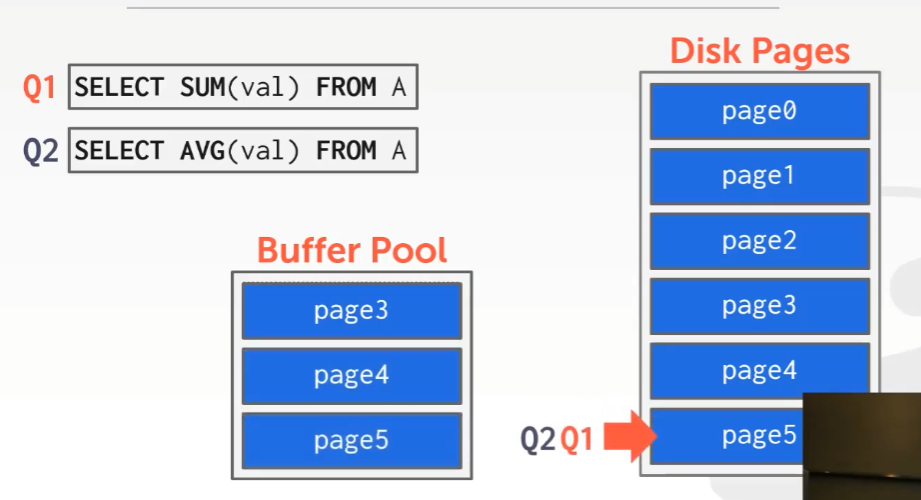 Q1 SELECT SUM(val) FROM A
Q2 SELECT AVG(val) FROM A
Disk Pages
page0
page1
page2
page3
page4
page5
Buffer Pool
page3
page4
page5
Q2 Q1